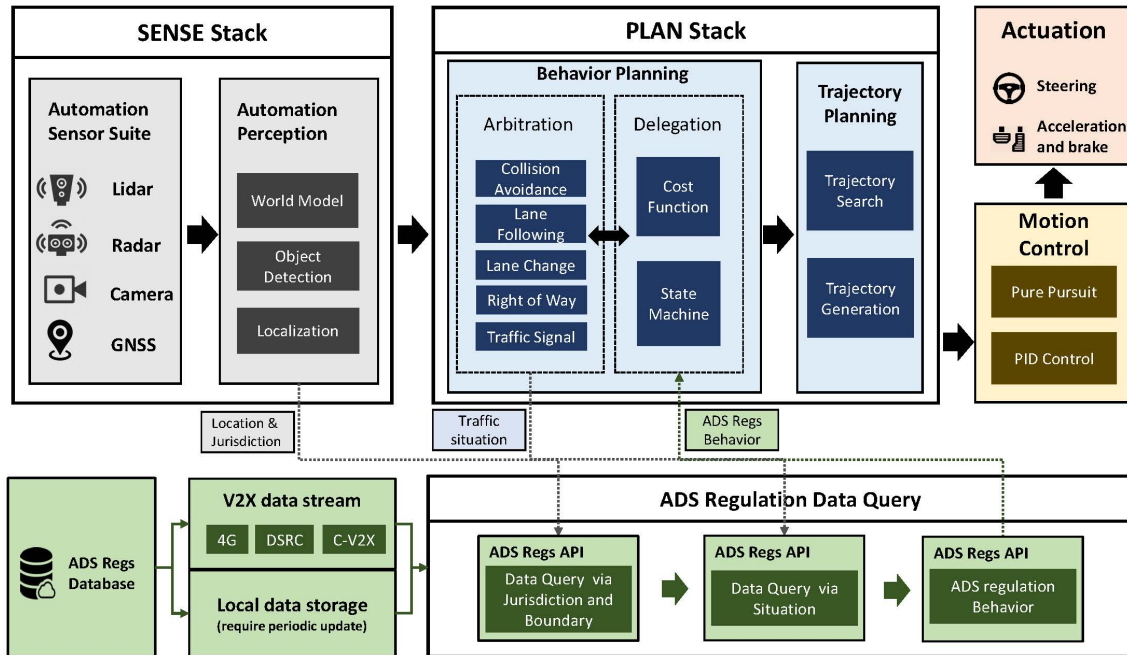 SENSE Stack
Automation
Sensor Suite
Lidar
Radar
Camera
GNSS
Automation
Perception
World Model
Object
Detection
Localization
PLAN Stack
Behavior Planning
Arbitration
Collision
Avoidance
Lane
Following
Lane Change
Right of Way
Traffic Signal
Delegation
Cost
Function
State
Machine
Trajectory
Planning
Trajectory
Search
Trajectory
Generation
Actuation
Steering
Acceleration
and brake
Motion
Control
Pure Pursuit
PID Control
Location &
Jurisdiction
Traffic
situation
ADS Regs
Behavior
ADS Regs
Database
V2X data stream
4G
DSRC
C-V2X
Local data storage
(require periodic update)
ADS Regulation Data Query
ADS Regs API
Data Query via
Jurisdiction and
Boundary
ADS Regs API
Data Query via
Situation
ADS Regs API
ADS regulation
Behavior